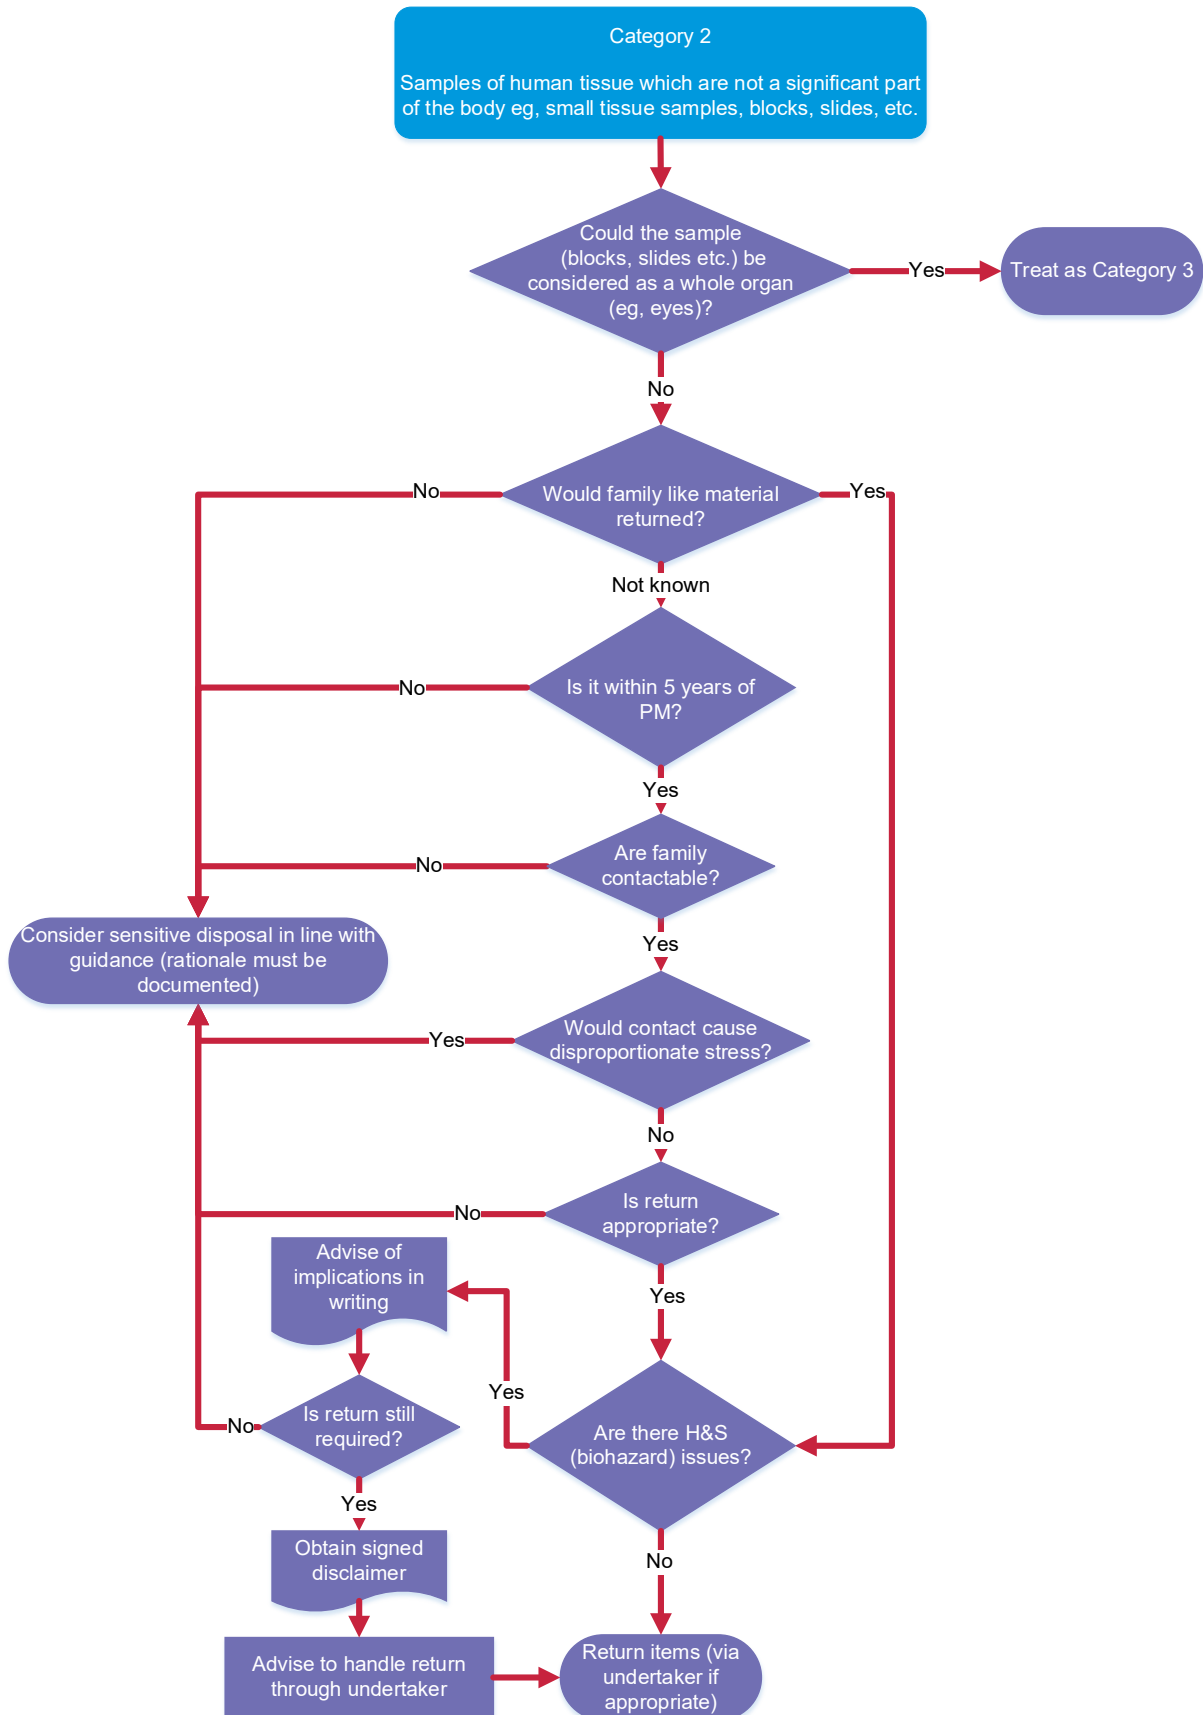 Category 2
Samples of human tissue which are not a significant part
of the body eg, small tissue samples, blocks, slides, etc.
Could the sample
(blocks, slides etc.) be
considered as a whole organ
(eg, eyes)?
Yes
Treat as Category 3
No
Would family like material
returned?
No
Yes
Not known
Is it within 5 years of
PM?
No
Yes
Are family
contactable?
No
Yes
Consider sensitive disposal in line with
guidance (rationale must be
documented)
Would contact cause
disproportionate stress?
Yes
No
Is return
appropriate?
No
Yes
Advise of
implications in
writing
Yes
Are there H&S
(biohazard) issues?
Is return still
required?
No
Yes
No
Obtain signed
disclaimer
Advise to handle return
through undertaker
Return items (via
undertaker if
appropriate)